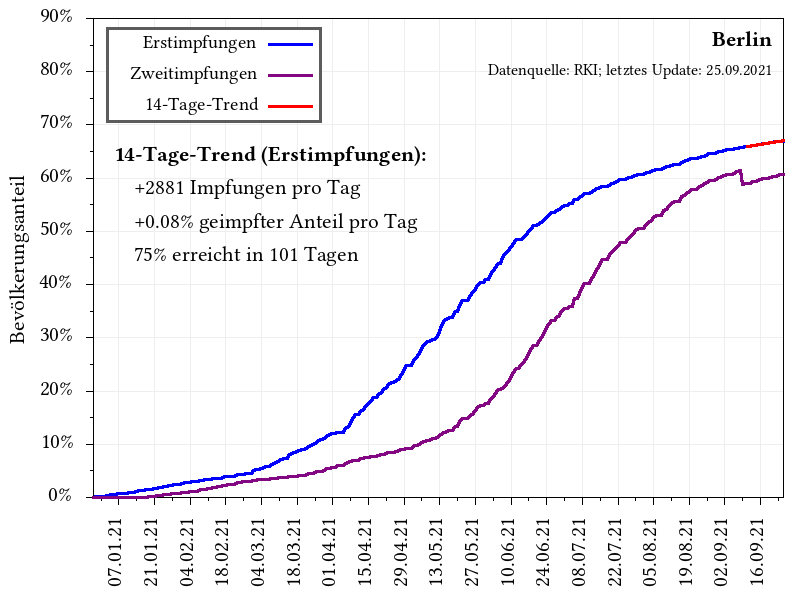 90%
80%
70%
60%
50%
40%
30%
20%
10%
0%
Bevölkerungsanteil
Erstimpfungen
Zweitimpfungen
14-Tage-Trend
Berlin
Datenquelle: RKI; letztes Update: 25.09.2021
14-Tage-Trend (Erstimpfungen):
+2881 Impfungen pro Tag
+0.08% geimpfter Anteil pro Tag
75% erreicht in 101 Tagen
07.01.21
21.01.21
04.02.21
18.02.21
04.03.21
18.03.21
01.04.21
15.04.21
29.04.21
13.05.21
27.05.21
10.06.21
24.06.21
08.07.21
22.07.21
05.08.21
19.08.21
02.09.21
16.09.21